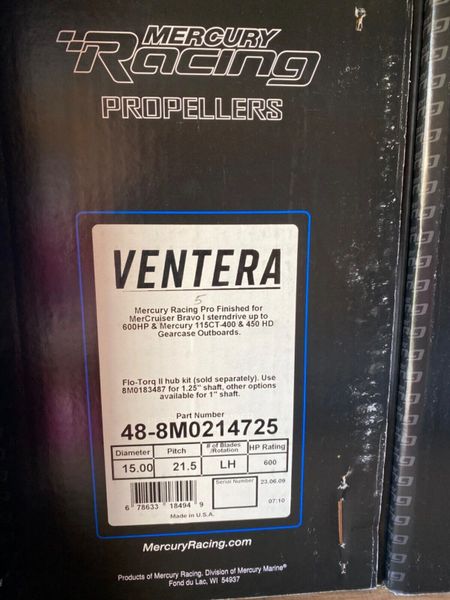 MERCURY
Racing
PROPELLERS
VENTERA
5
Mercury Racing Pro Finished for
MerCruiser Bravo I sterndrive up to
600HP & Mercury 115CT-400 & 450 HD
Gearcase Outboards.
Flo-Torq II hub kit (sold separately). Use
8M0183487 for 1.25" shaft, other options
available for 1" shaft.
Part Number
48-8M0214725
Diameter Pitch # of Blades /Rotation HP Rating
15.00 21.5 LH 600
Serial Number 23.06.09
07:10
6 78633 18494 9
Made in U.S.A.
MercuryRacing.com
Products of Mercury Racing. Division of Mercury Marine®
Fond du Lac, WI 54937